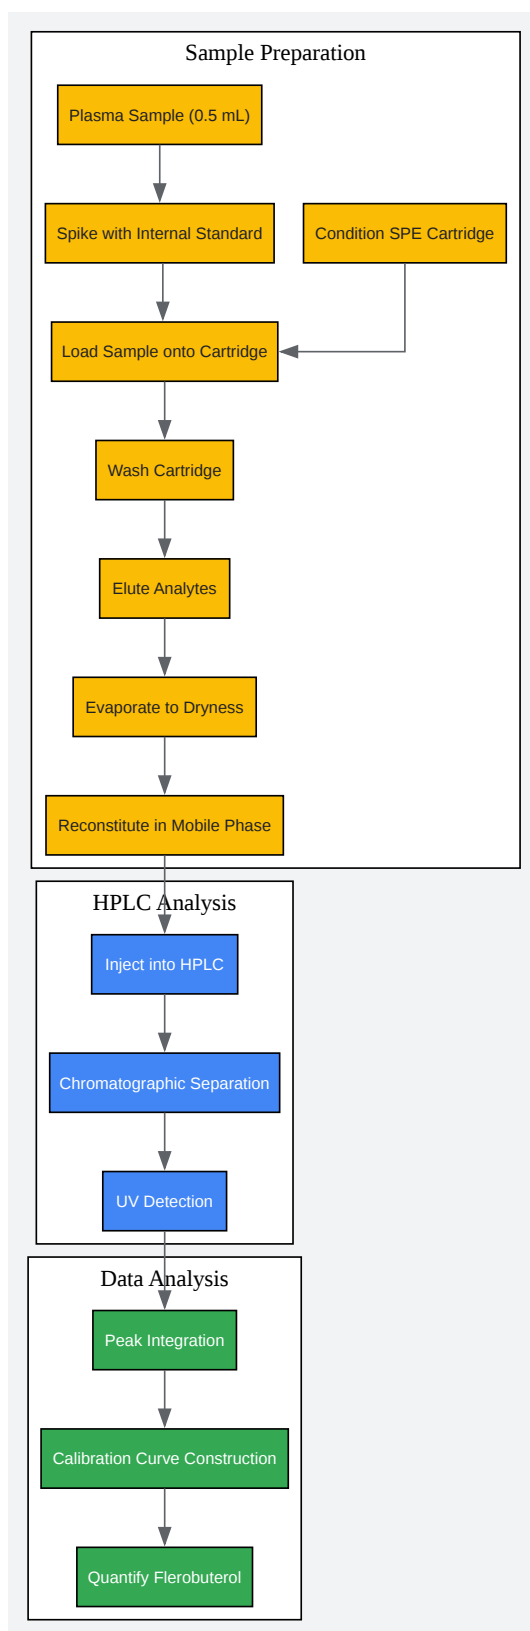 Sample Preparation
Plasma Sample (0.5 mL)
Spike with Internal Standard
Condition SPE Cartridge
Load Sample onto Cartridge
Wash Cartridge
Elute Analytes
Evaporate to Dryness
Reconstitute in Mobile Phase
HPLC Analysis
Inject into HPLC
Chromatographic Separation
UV Detection
Data Analysis
Peak Integration
Calibration Curve Construction
Quantify Flerobuterol